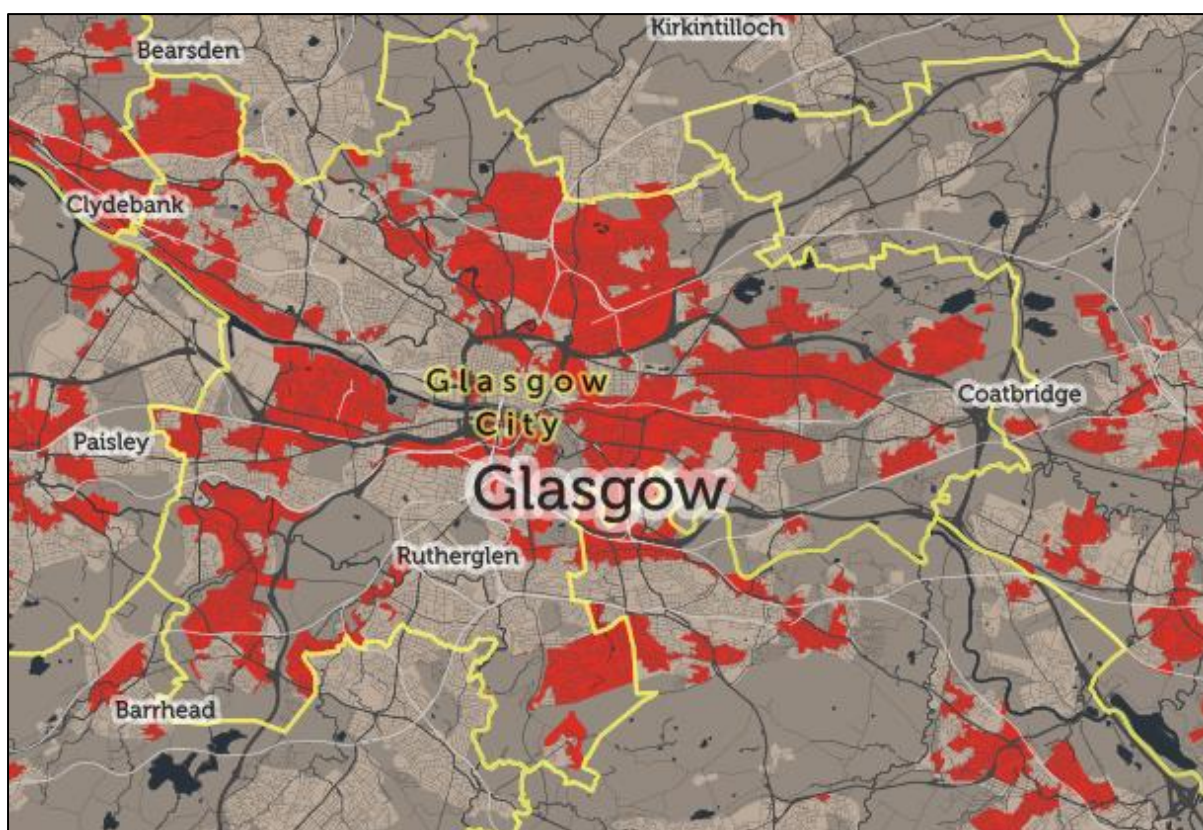 Kirkintilloch
Bearsden
Clydebank
Glasgow
City
Coatbridge
Paisley
Glasgow
Rutherglen
Barrhead